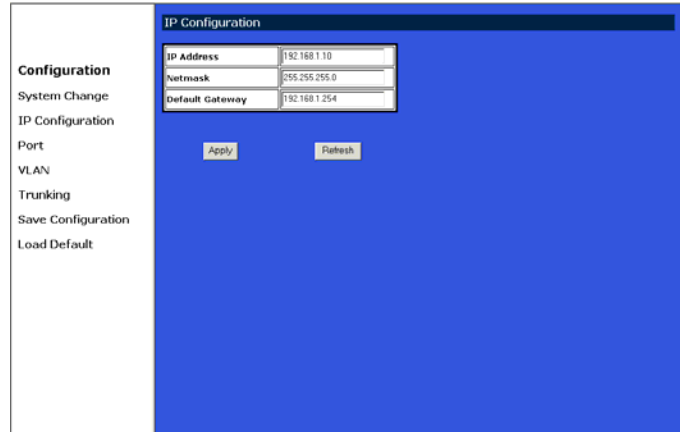 IP Configuration
IP Address 192.168.1.10
Netmask 255.255.255.0
Default Gateway 192.168.1.254
Apply Refresh
Configuration
System Change
IP Configuration
Port
VLAN
Trunking
Save Configuration
Load Default